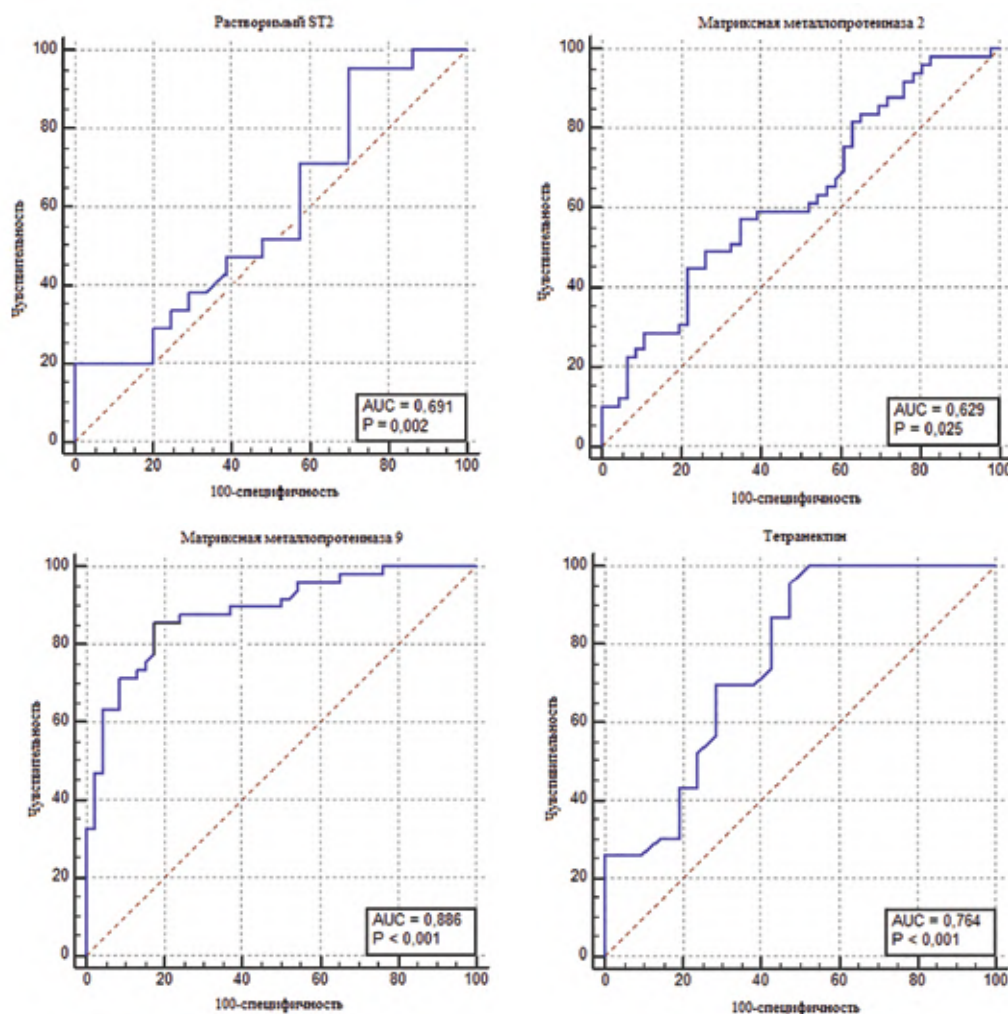 Растворимый ST2
100
80
60
40
20
0
Чувствительность
AUC = 0,691
P = 0,002
0 20 40 60 80 100
100-специфичность
Матриксная металлопротеиназа 2
100
80
60
40
20
0
Чувствительность
AUC = 0,629
P = 0,025
0 20 40 60 80 100
100-специфичность
Матриксная металлопротеиназа 9
100
80
60
40
20
0
Чувствительность
AUC = 0,886
P < 0,001
0 20 40 60 80 100
100-специфичность
Тетранектин
100
80
60
40
20
0
Чувствительность
AUC = 0,764
P < 0,001
0 20 40 60 80 100
100-специфичность